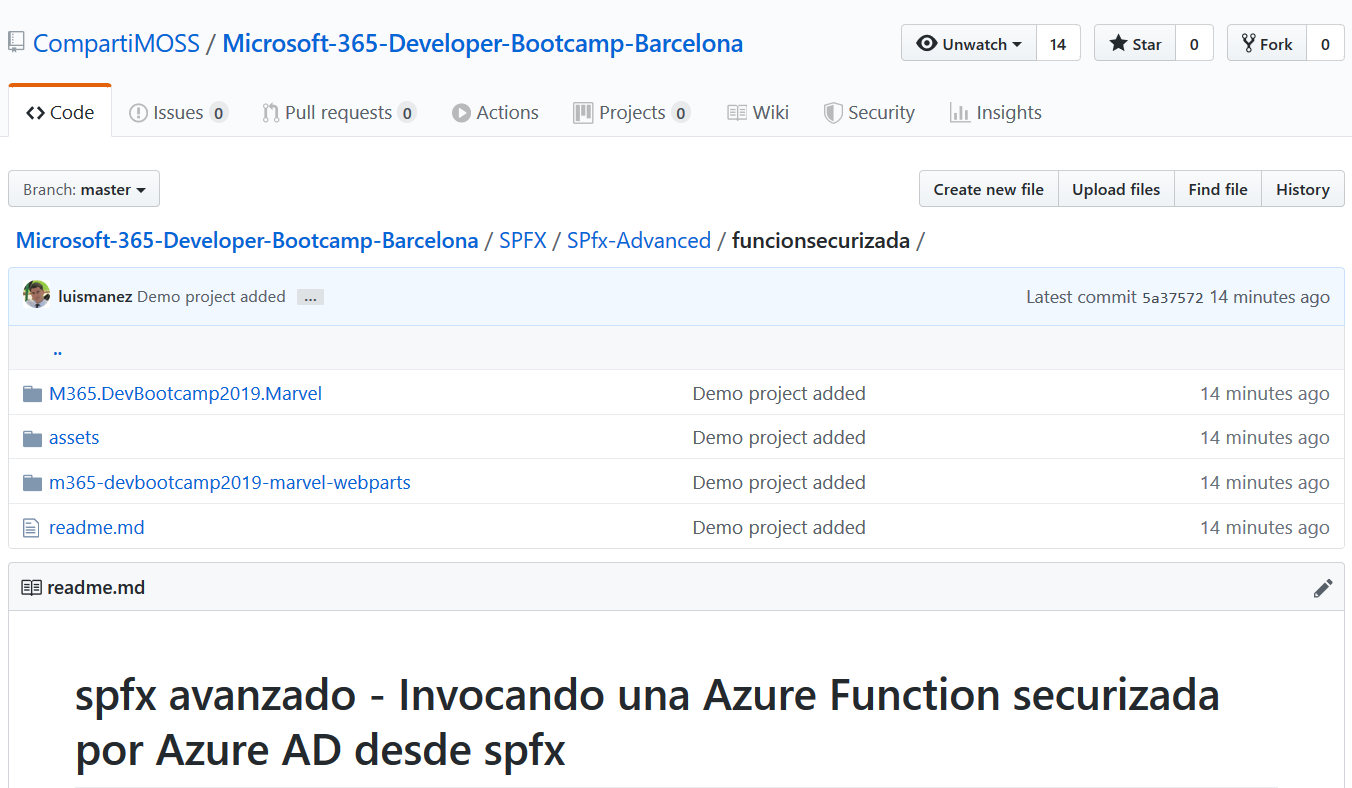 CompartiMOSS / Microsoft-365-Developer-Bootcamp-Barcelona
Unwatch 14 Star 0 Fork 0
Code Issues 0 Pull requests 0 Actions Projects 0 Wiki Security Insights
Branch: master
Create new file Upload files Find file History
Microsoft-365-Developer-Bootcamp-Barcelona / SPFX / SPfx-Advanced / funcionsecurizada /
luismanez Demo project added ... Latest commit 5a37572 14 minutes ago
..
M365.DevBootcamp2019.Marvel Demo project added 14 minutes ago
assets Demo project added 14 minutes ago
m365-devbootcamp2019-marvel-webparts Demo project added 14 minutes ago
readme.md Demo project added 14 minutes ago
readme.md
spfx avanzado - Invocando una Azure Function securizada
por Azure AD desde spfx